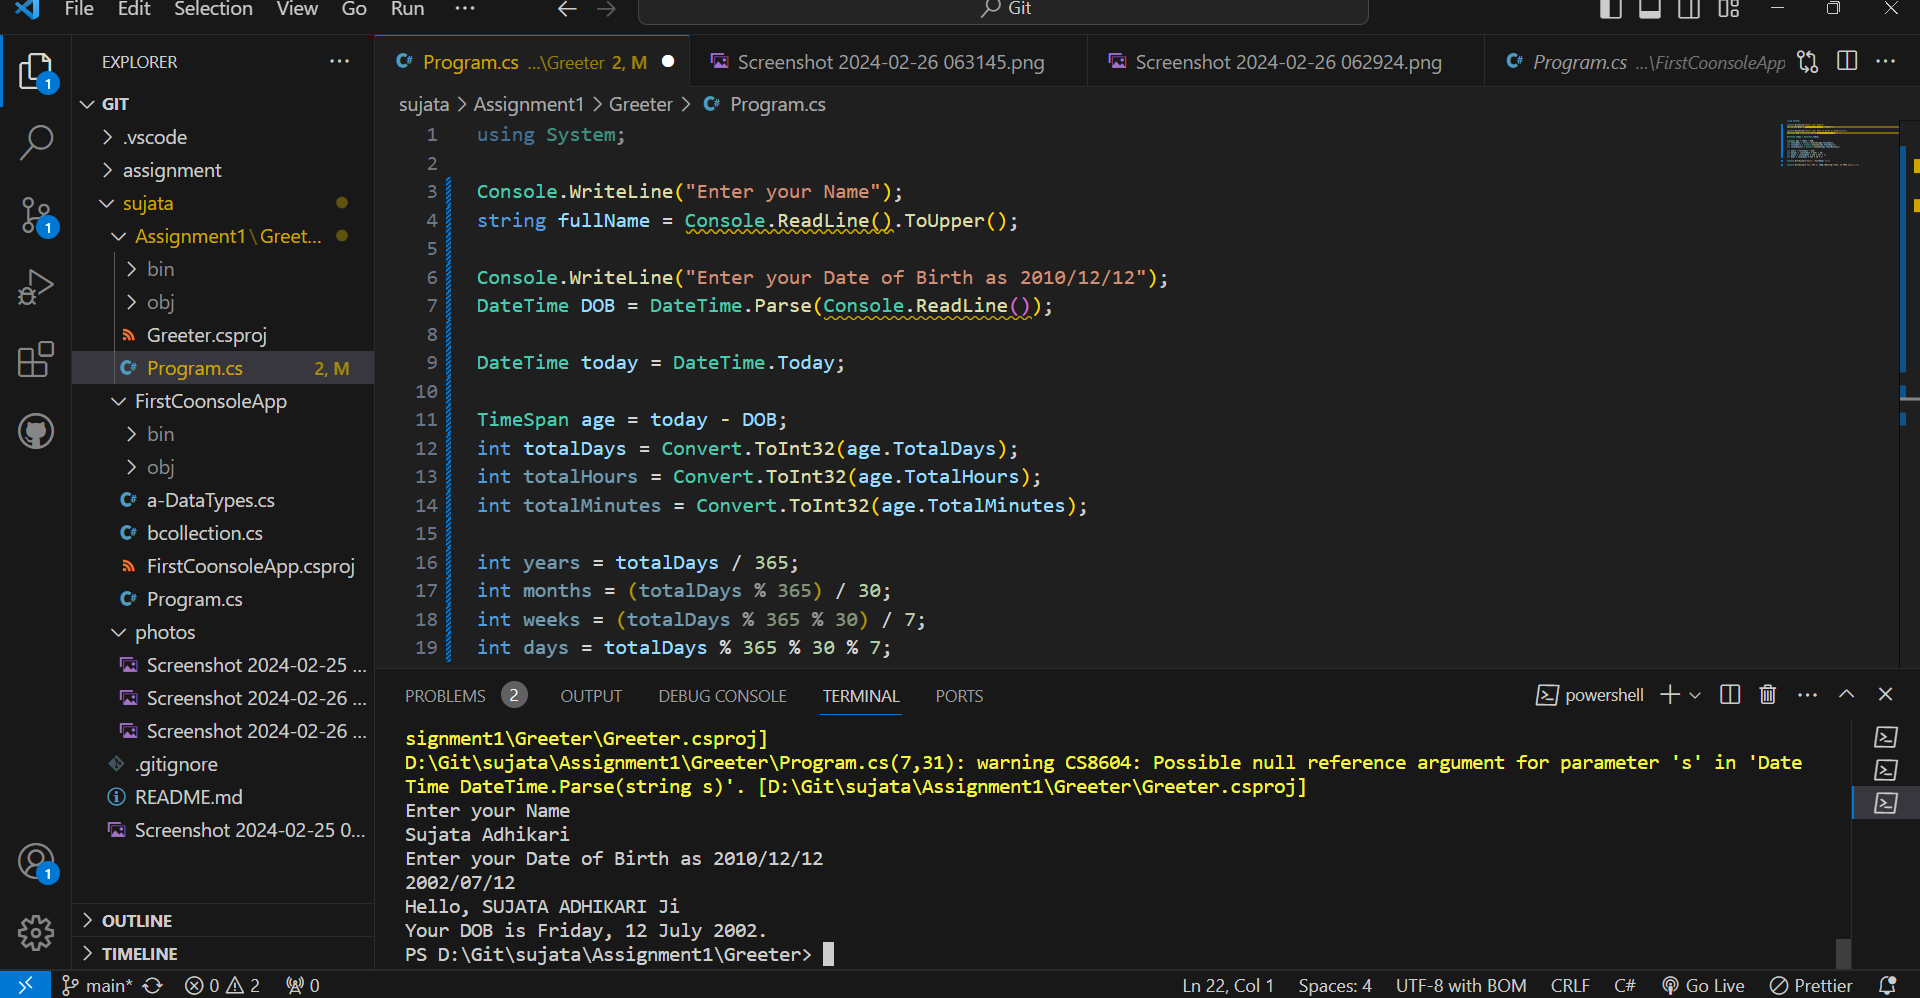 File Edit Selection View Go Run ··· Git
EXPLORER ···
GIT
.vscode
assignment
sujata
Assignment1\Greet...
bin
obj
Greeter.csproj
Program.cs 2, M
FirstCoonsoleApp
bin
obj
a-DataTypes.cs
bcollection.cs
FirstCoonsoleApp.csproj
Program.cs
photos
Screenshot 2024-02-25 ...
Screenshot 2024-02-26 ...
Screenshot 2024-02-26 ...
.gitignore
README.md
Screenshot 2024-02-25 0...
OUTLINE
TIMELINE
1
1
1
Program.cs ...\Greeter 2, M Screenshot 2024-02-26 063145.png Screenshot 2024-02-26 062924.png Program.cs ...\FirstCoonsoleApp
sujata > Assignment1 > Greeter > Program.cs
1 using System;
2
3 Console.WriteLine("Enter your Name");
4 string fullName = Console.ReadLine().ToUpper();
5
6 Console.WriteLine("Enter your Date of Birth as 2010/12/12");
7 DateTime DOB = DateTime.Parse(Console.ReadLine());
8
9 DateTime today = DateTime.Today;
10
11 TimeSpan age = today - DOB;
12 int totalDays = Convert.ToInt32(age.TotalDays);
13 int totalHours = Convert.ToInt32(age.TotalHours);
14 int totalMinutes = Convert.ToInt32(age.TotalMinutes);
15
16 int years = totalDays / 365;
17 int months = (totalDays % 365) / 30;
18 int weeks = (totalDays % 365 % 30) / 7;
19 int days = totalDays % 365 % 30 % 7;
PROBLEMS 2 OUTPUT DEBUG CONSOLE TERMINAL PORTS powershell
signment1\Greeter\Greeter.csproj]
D:\Git\sujata\Assignment1\Greeter\Program.cs(7,31): warning CS8604: Possible null reference argument for parameter 's' in 'Date
Time DateTime.Parse(string s)'. [D:\Git\sujata\Assignment1\Greeter\Greeter.csproj]
Enter your Name
Sujata Adhikari
Enter your Date of Birth as 2010/12/12
2002/07/12
Hello, SUJATA ADHIKARI Ji
Your DOB is Friday, 12 July 2002.
PS D:\Git\sujata\Assignment1\Greeter>
main* 0 2 0 Ln 22, Col 1 Spaces: 4 UTF-8 with BOM CRLF C# Go Live Prettier